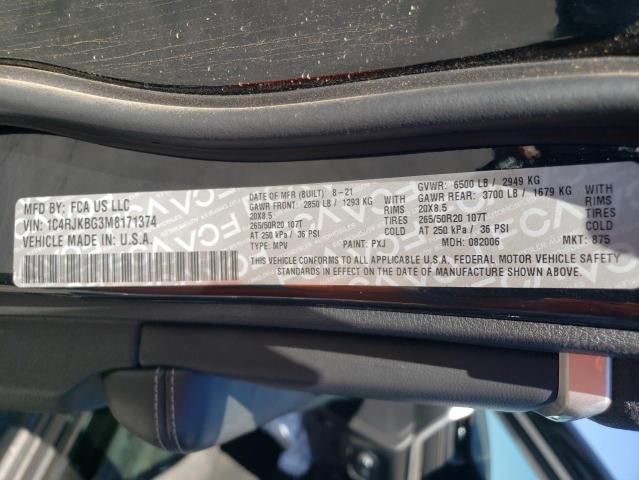 MFD BY: FCA US LLC
VIN: 1C4RJKBG3M8171374
VEHICLE MADE IN: U.S.A.
DATE OF MFR (BUILT) 8-21 GVWR: 6500 LB / 2949 KG
GAWR FRONT: 2850 LB / 1293 KG GAWR REAR: 3700 LB / 1679 KG
20X8.5 RIMS 20X8.5 RIMS
265/50R20 107T TIRES 265/50R20 107T TIRES
AT 250 kPa / 36 PSI COLD AT 250 kPa / 36 PSI COLD
TYPE: MPV PAINT: PXJ MDH: 082006 MKT: 875
THIS VEHICLE CONFORMS TO ALL APPLICABLE U.S.A. FEDERAL MOTOR VEHICLE SAFETY
STANDARDS IN EFFECT ON THE DATE OF MANUFACTURE SHOWN ABOVE.